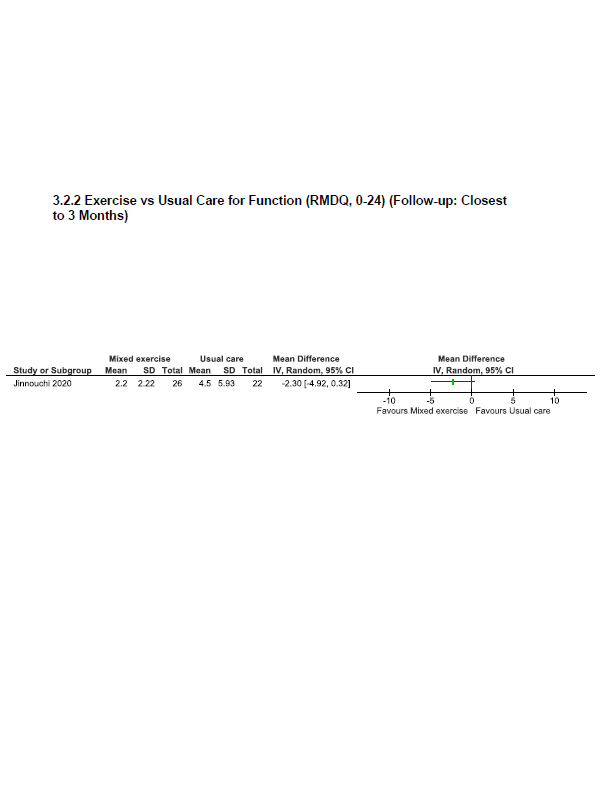 3.2.2 Exercise vs Usual Care for Function (RMDQ, 0-24) (Follow-up: Closest
to 3 Months)
Mixed exercise Usual care Mean Difference Mean Difference
Study or Subgroup Mean SD Total Mean SD Total IV, Random, 95% CI IV, Random, 95% CI
Jinnouchi 2020 2.2 2.22 26 4.5 5.93 22 -2.30 [-4.92, 0.32]
-10 -5 0 5 10
Favours Mixed exercise Favours Usual care